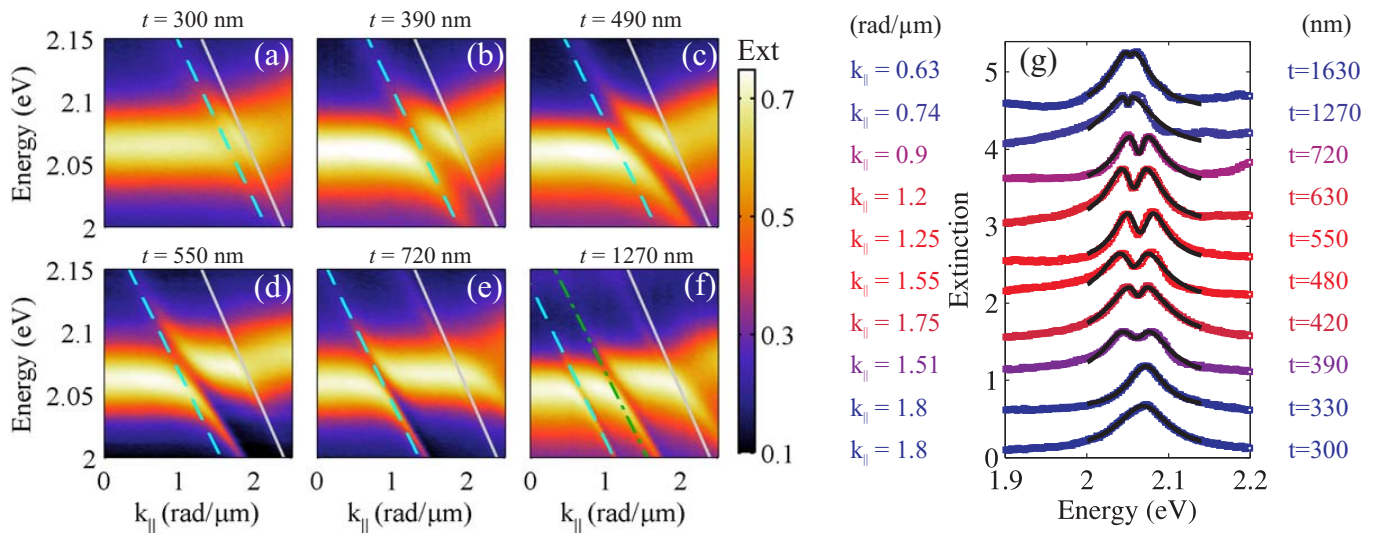 t = 300 nm
t = 390 nm
t = 490 nm
(a)
(b)
(c)
Ext
2.15
2.1
2.05
2
Energy (eV)
0.7
0.5
0.3
0.1
t = 550 nm
t = 720 nm
t = 1270 nm
(d)
(e)
(f)
2.15
2.1
2.05
2
Energy (eV)
0 1 2
0 1 2
0 1 2
k|| (rad/μm)
k|| (rad/μm)
k|| (rad/μm)
(rad/μm)
k|| = 0.63
k|| = 0.74
k|| = 0.9
k|| = 1.2
k|| = 1.25
k|| = 1.55
k|| = 1.75
k|| = 1.51
k|| = 1.8
k|| = 1.8
(g)
Extinction
5
4
3
2
1
0
1.9 2 2.1 2.2
Energy (eV)
(nm)
t=1630
t=1270
t=720
t=630
t=550
t=480
t=420
t=390
t=330
t=300